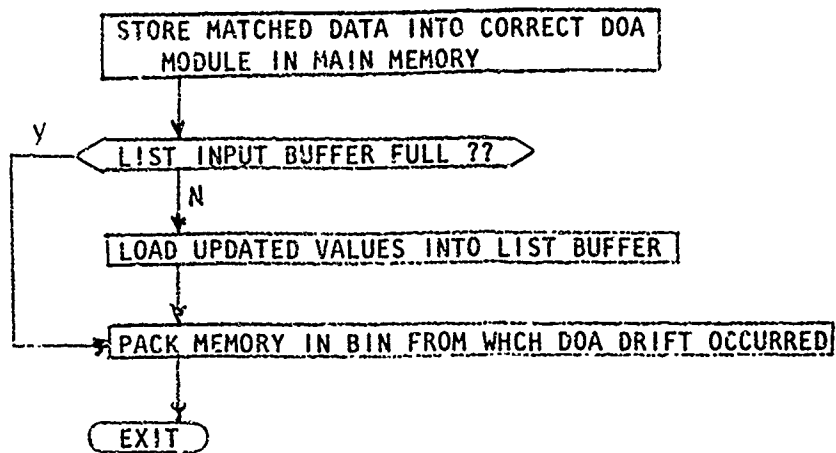 STORE MATCHED DATA INTO CORRECT DOA
MODULE IN MAIN MEMORY
Y
LIST INPUT BUFFER FULL ??
N
LOAD UPDATED VALUES INTO LIST BUFFER
PACK MEMORY IN BIN FROM WHCH DOA DRIFT OCCURRED
EXIT